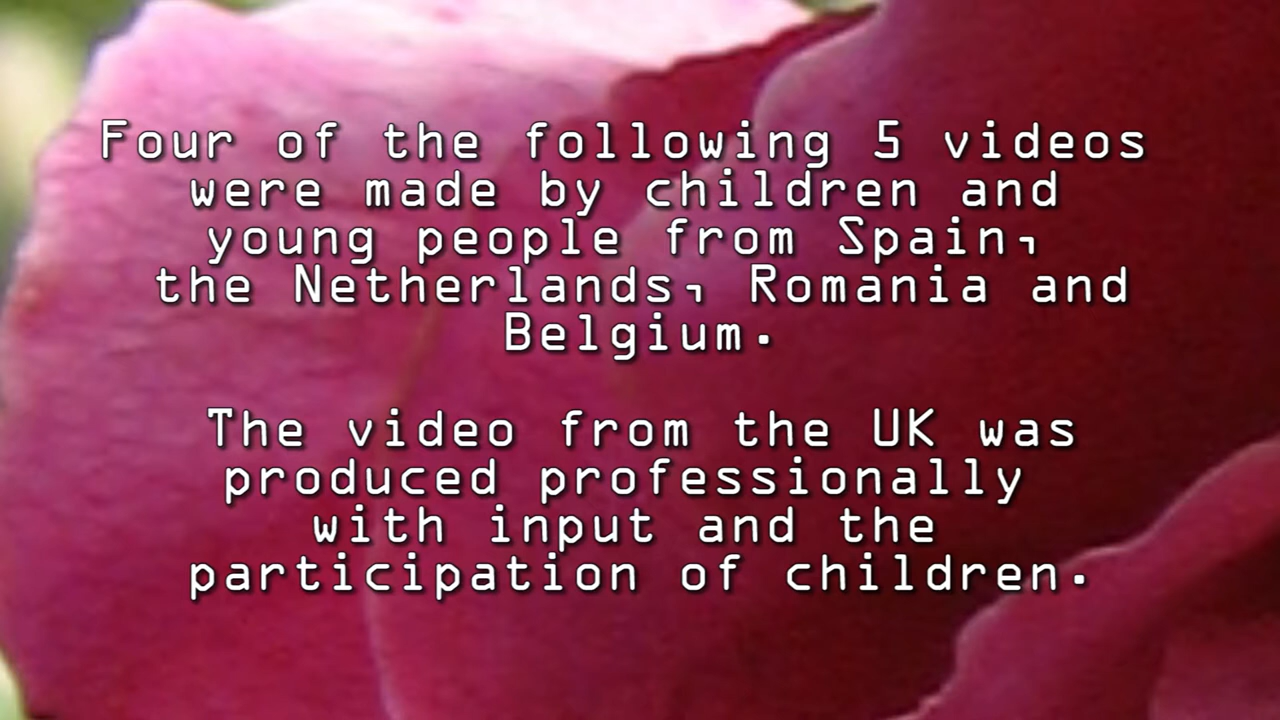 Four of the following 5 videos
were made by children and
young people from Spain,
the Netherlands, Romania and
Belgium.
The video from the UK was
produced professionally
with input and the
participation of children.